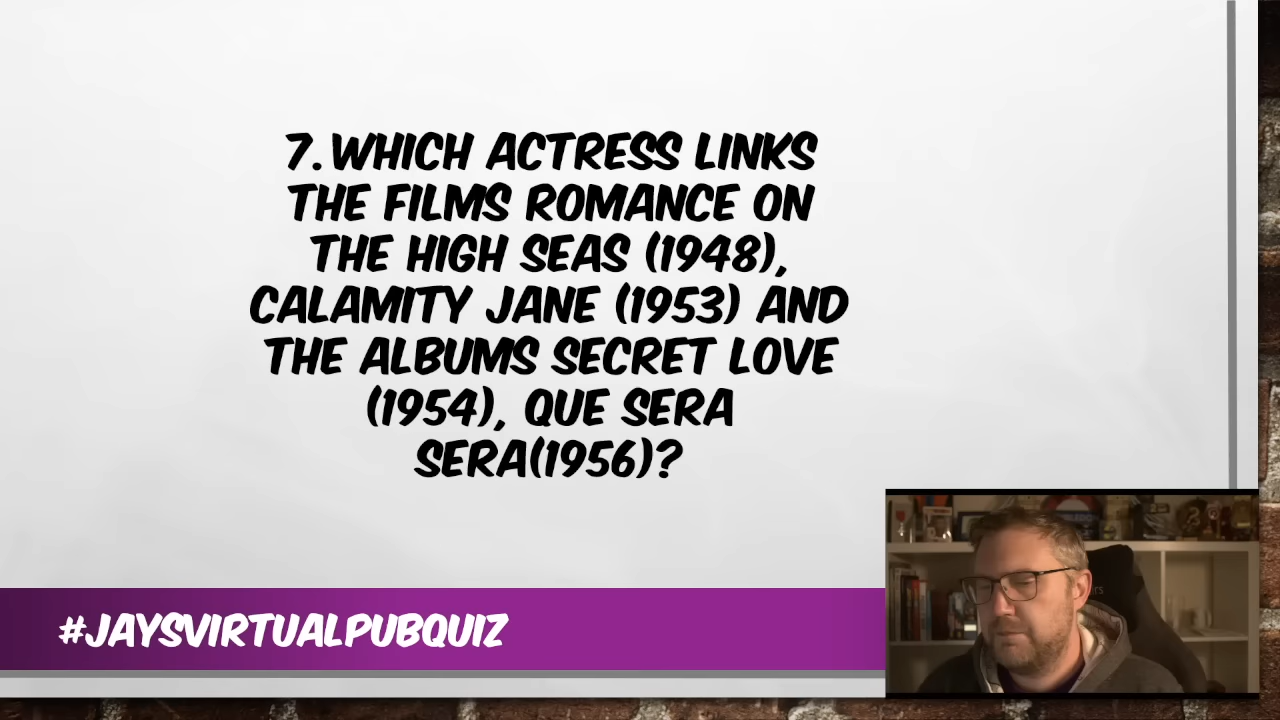 7. WHICH ACTRESS LINKS
THE FILMS ROMANCE ON
THE HIGH SEAS (1948),
CALAMITY JANE (1953) AND
THE ALBUMS SECRET LOVE
(1954), QUE SERA
SERA(1956)?
#JAYSVIRTUALPUBQUIZ